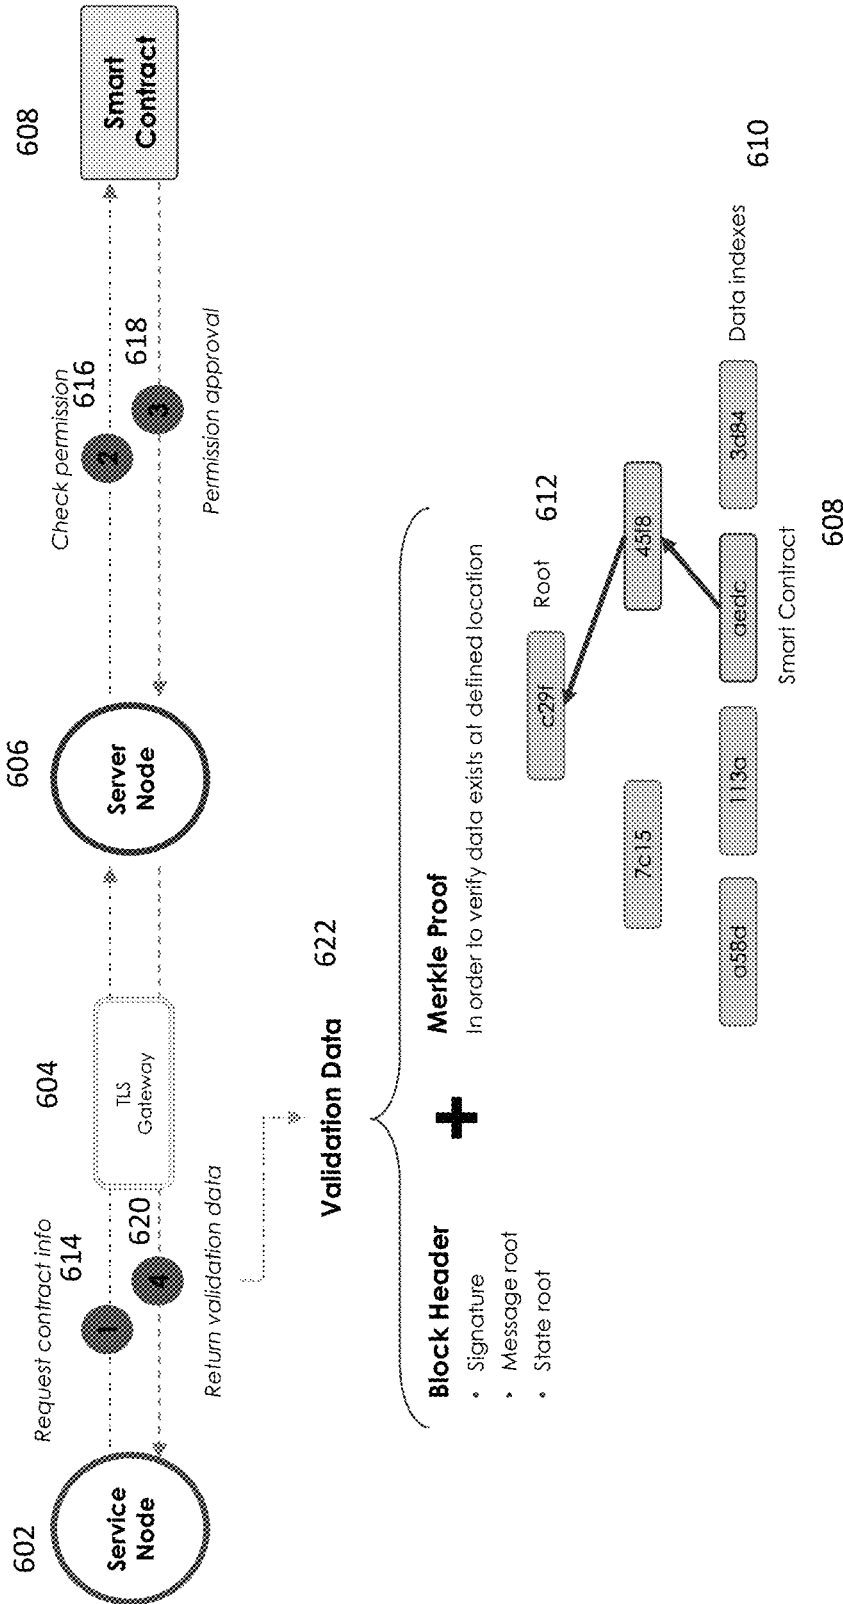 602
606
608
Service
Node
Request contract info
614
1
604
TLS
Gateway
620
4
Return validation data
Server
Node
Check permission
616
2
618
3
Permission approval
Smart
Contract
622
Validation Data
Block Header
• Signature
• Message root
• State root
+
Merkle Proof
In order to verify data exists at defined location
c29f
Root
612
7c15
45f8
a58d
113a
aedc
3d84
Data indexes
610
Smart Contract
608